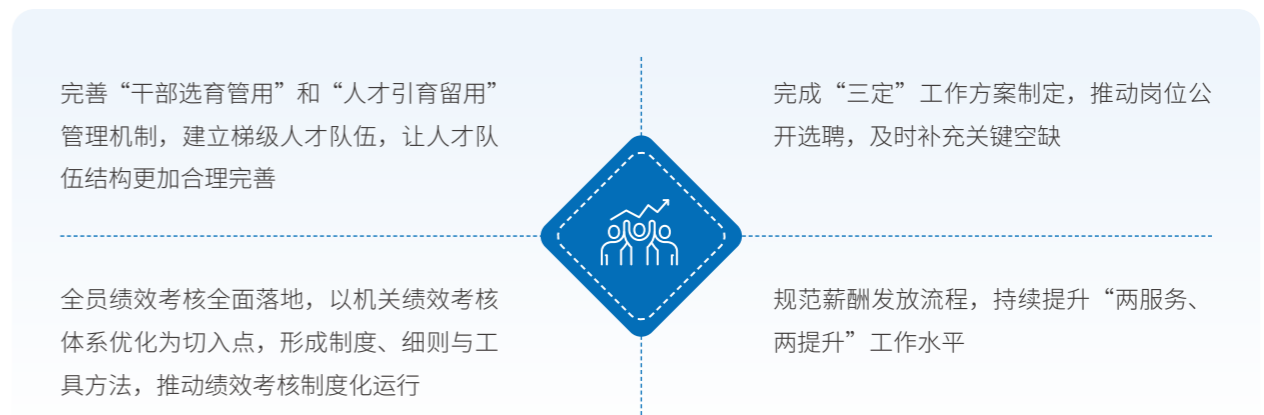 完善“干部选育管用”和“人才引育留用”
管理机制，建立梯级人才队伍，让人才队
伍结构更加合理完善
完成“三定”工作方案制定，推动岗位公
开选聘，及时补充关键空缺
全员绩效考核全面落地，以机关绩效考核
体系优化为切入点，形成制度、细则与工
具方法，推动绩效考核制度化运行
规范薪酬发放流程，持续提升“两服务、
两提升”工作水平